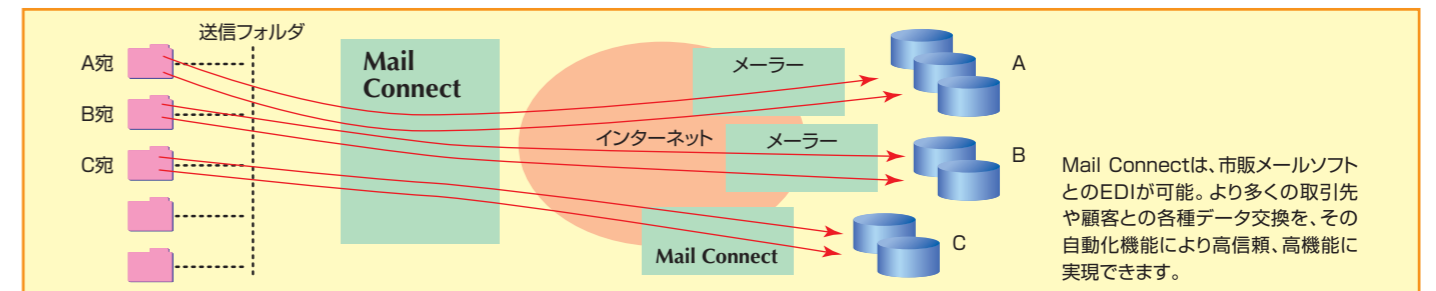 送信フォルダ
A宛
B宛
C宛
Mail
Connect
インターネット
メーラー
メーラー
Mail Connect
A
B
C
Mail Connectは、市販メールソフト
とのEDIが可能。より多くの取引先
や顧客との各種データ交換を、その
自動化機能により高信頼、高機能に
実現できます。